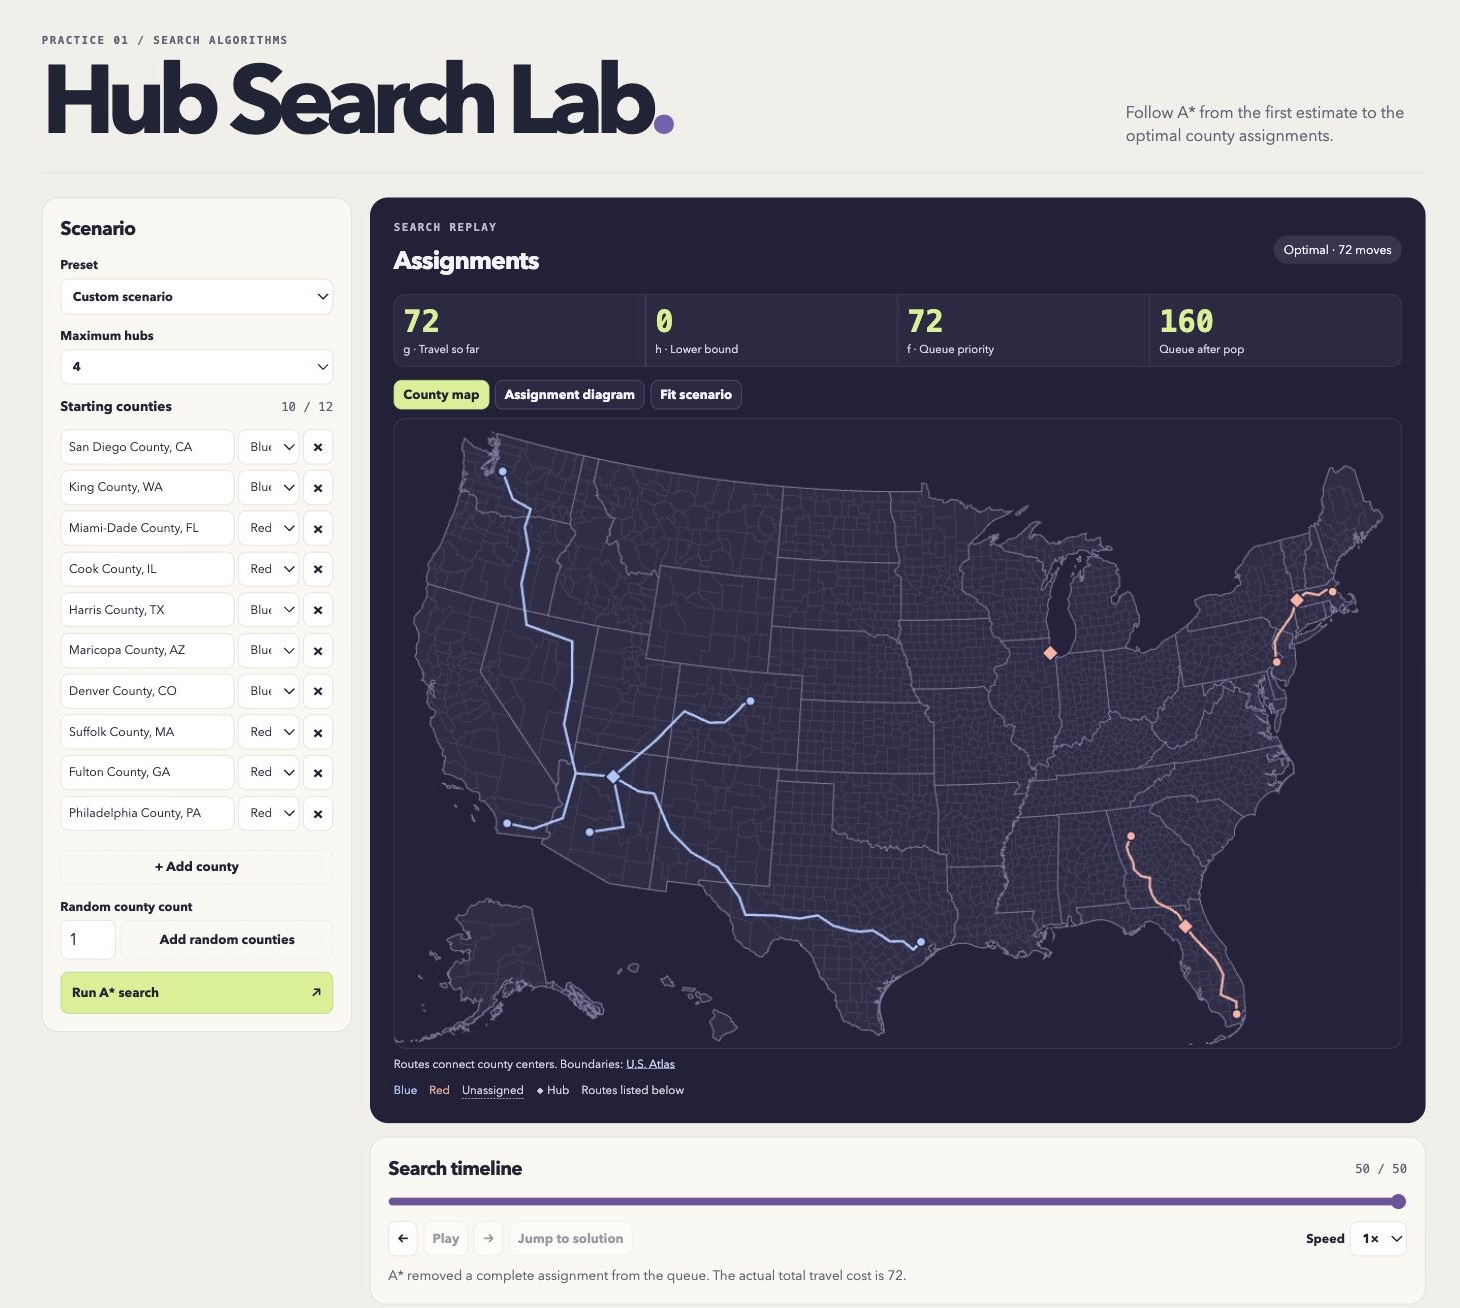 PRACTICE 01 / SEARCH ALGORITHMS
Hub Search Lab.
Follow A* from the first estimate to the
optimal county assignments.
Scenario
Preset
Custom scenario
Maximum hubs
4
Starting counties 10 / 12
San Diego County, CA Blue
King County, WA Blue
Miami-Dade County, FL Red
Cook County, IL Red
Harris County, TX Blue
Maricopa County, AZ Blue
Denver County, CO Blue
Suffolk County, MA Red
Fulton County, GA Red
Philadelphia County, PA Red
+ Add county
Random county count
1 Add random counties
Run A* search ↗
SEARCH REPLAY
Assignments
Optimal · 72 moves
72 0 72 160
g · Travel so far h · Lower bound f · Queue priority Queue after pop
County map Assignment diagram Fit scenario
Routes connect county centers. Boundaries: U.S. Atlas
Blue Red Unassigned ◆ Hub Routes listed below
Search timeline 50 / 50
← Play → Jump to solution Speed 1×
A* removed a complete assignment from the queue. The actual total travel cost is 72.